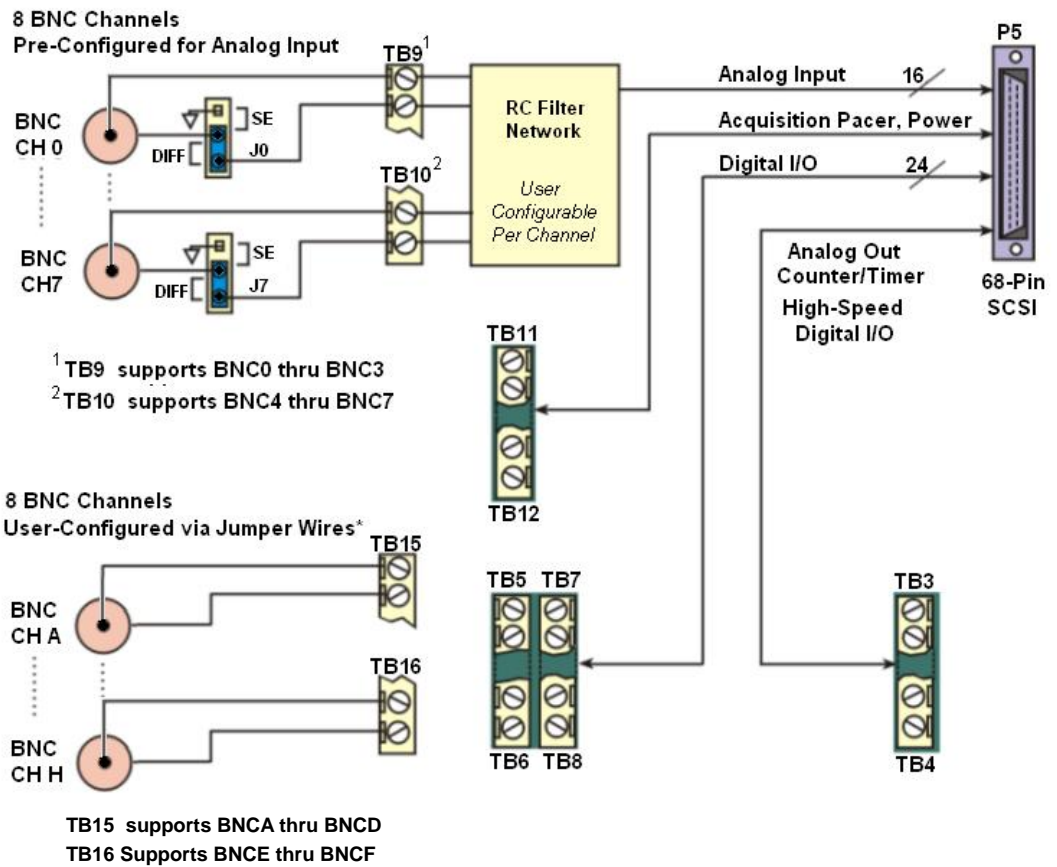 8 BNC Channels
Pre-Configured for Analog Input
BNC
CH 0
SE
DIFF
J0
BNC
CH7
SE
DIFF
J7
TB9¹
TB10²
RC Filter
Network
User
Configurable
Per Channel
Analog Input
16
Acquisition Pacer, Power
Digital I/O
24
Analog Out
Counter/Timer
High-Speed
Digital I/O
P5
68-Pin
SCSI
¹ TB9 supports BNC0 thru BNC3
² TB10 supports BNC4 thru BNC7
TB11
TB12
8 BNC Channels
User-Configured via Jumper Wires*
BNC
CH A
BNC
CH H
TB15
TB16
TB5 TB7
TB6 TB8
TB3
TB4
TB15 supports BNCA thru BNCD
TB16 Supports BNCE thru BNCF